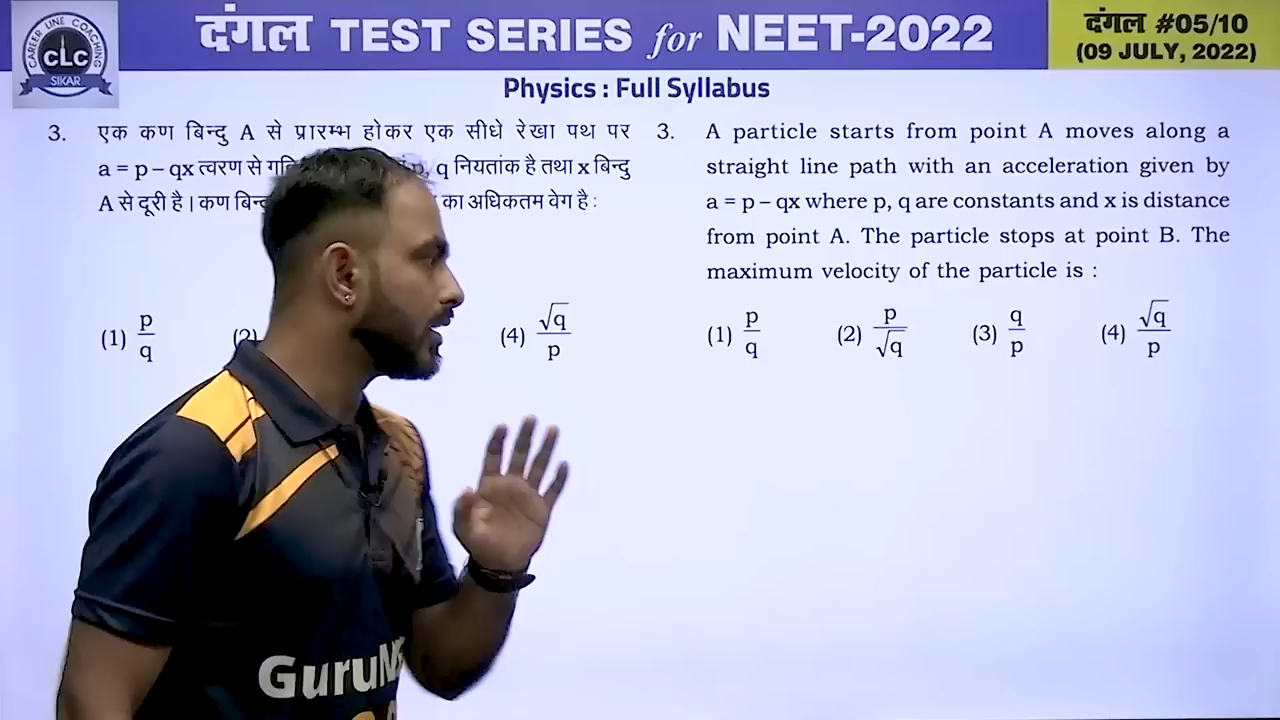 CAREER LINE COACHING
CLC
SIKAR
दंगल TEST SERIES for NEET-2022
दंगल #05/10
(09 JULY, 2022)
Physics : Full Syllabus
3. एक कण बिन्दु A से प्रारम्भ होकर एक सीधे रेखा पथ पर
a = p – qx त्वरण से p, q नियतांक है तथा x बिन्दु
A से दूरी है। कण का अधिकतम वेग है :
(1) p/q (2) (4) √q/p
3. A particle starts from point A moves along a
straight line path with an acceleration given by
a = p – qx where p, q are constants and x is distance
from point A. The particle stops at point B. The
maximum velocity of the particle is :
(1) p/q (2) p/√q (3) q/p (4) √q/p